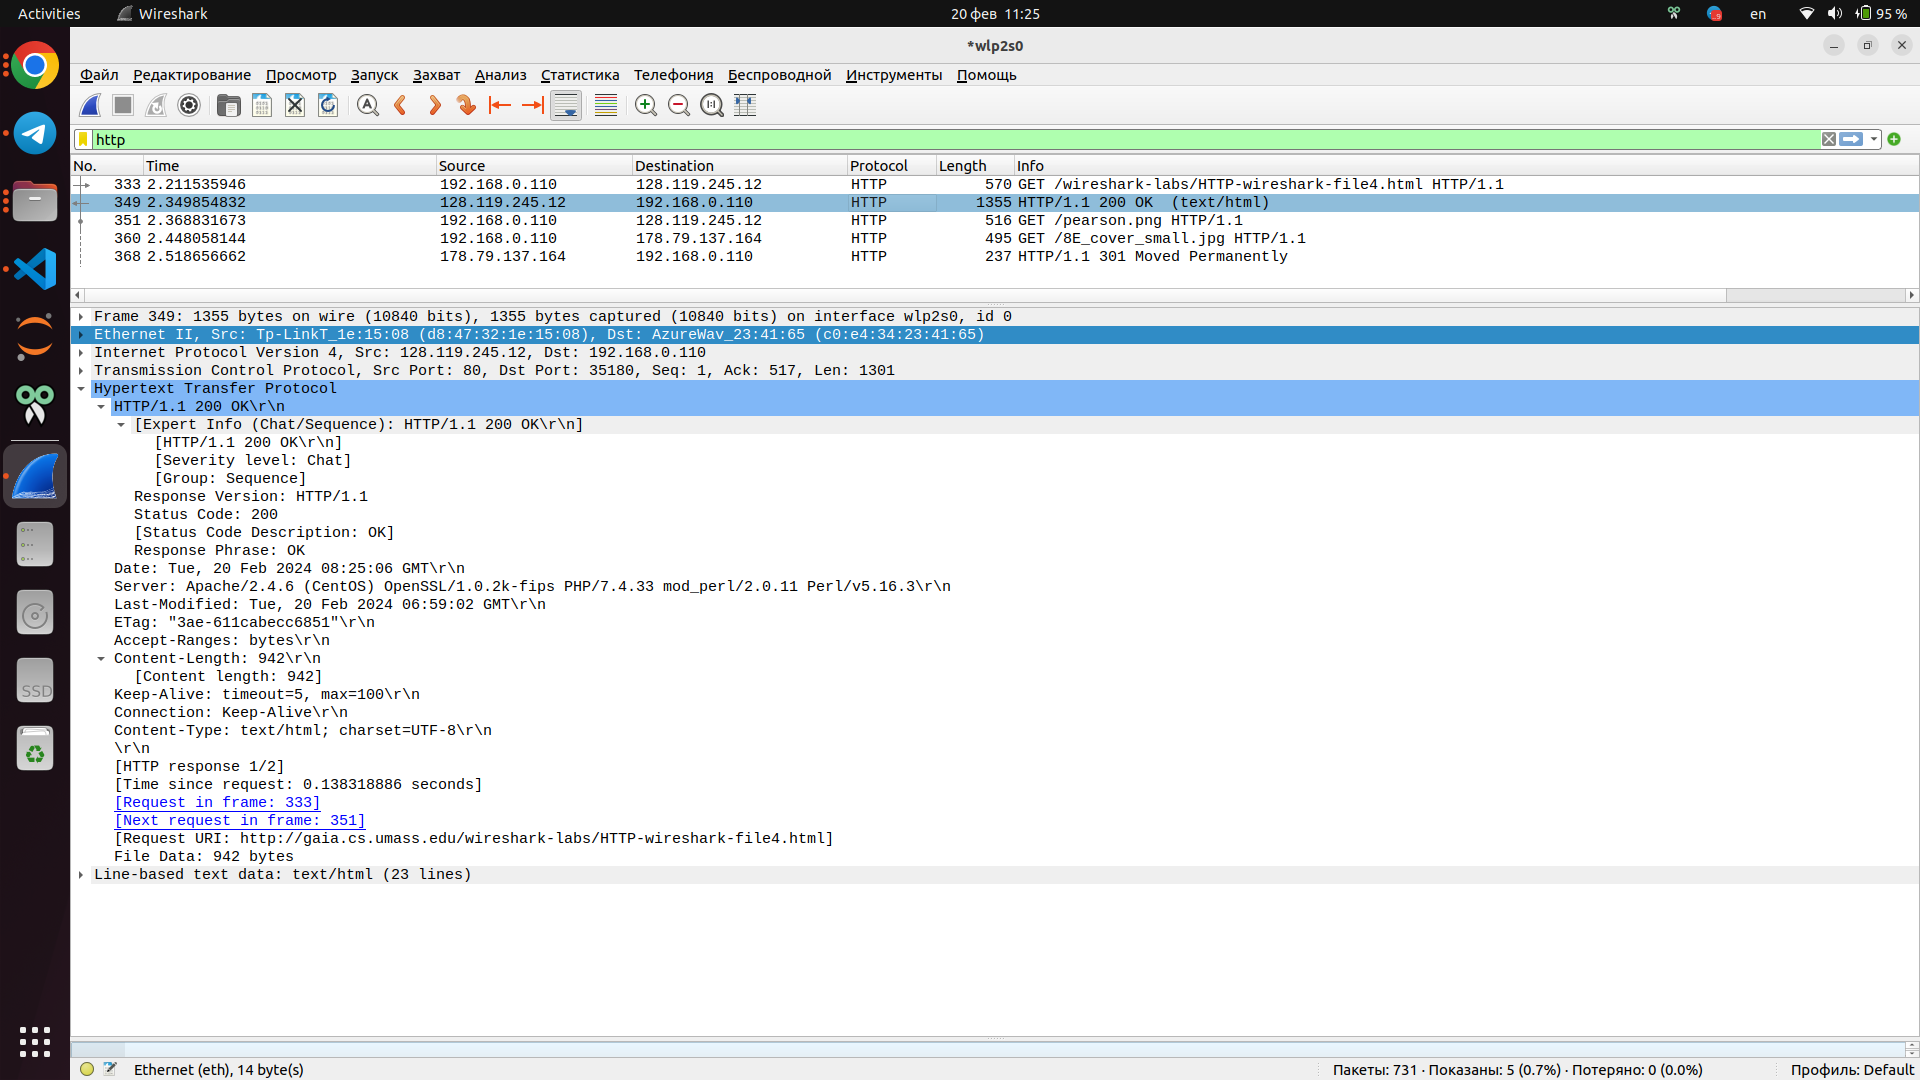 Activities Wireshark 20 фев 11:25 en 95 %
*wlp2s0
Файл Редактирование Просмотр Запуск Захват Анализ Статистика Телефония Беспроводной Инструменты Помощь
http
No. Time Source Destination Protocol Length Info
333 2.211535946 192.168.0.110 128.119.245.12 HTTP 570 GET /wireshark-labs/HTTP-wireshark-file4.html HTTP/1.1
349 2.349854832 128.119.245.12 192.168.0.110 HTTP 1355 HTTP/1.1 200 OK  (text/html)
351 2.368831673 192.168.0.110 128.119.245.12 HTTP 516 GET /pearson.png HTTP/1.1
360 2.448058144 192.168.0.110 178.79.137.164 HTTP 495 GET /8E_cover_small.jpg HTTP/1.1
368 2.518656662 178.79.137.164 192.168.0.110 HTTP 237 HTTP/1.1 301 Moved Permanently
Frame 349: 1355 bytes on wire (10840 bits), 1355 bytes captured (10840 bits) on interface wlp2s0, id 0
Ethernet II, Src: Tp-LinkT_1e:15:08 (d8:47:32:1e:15:08), Dst: AzureWav_23:41:65 (c0:e4:34:23:41:65)
Internet Protocol Version 4, Src: 128.119.245.12, Dst: 192.168.0.110
Transmission Control Protocol, Src Port: 80, Dst Port: 35180, Seq: 1, Ack: 517, Len: 1301
Hypertext Transfer Protocol
HTTP/1.1 200 OK\r\n
[Expert Info (Chat/Sequence): HTTP/1.1 200 OK\r\n]
[HTTP/1.1 200 OK\r\n]
[Severity level: Chat]
[Group: Sequence]
Response Version: HTTP/1.1
Status Code: 200
[Status Code Description: OK]
Response Phrase: OK
Date: Tue, 20 Feb 2024 08:25:06 GMT\r\n
Server: Apache/2.4.6 (CentOS) OpenSSL/1.0.2k-fips PHP/7.4.33 mod_perl/2.0.11 Perl/v5.16.3\r\n
Last-Modified: Tue, 20 Feb 2024 06:59:02 GMT\r\n
ETag: "3ae-611cabecc6851"\r\n
Accept-Ranges: bytes\r\n
Content-Length: 942\r\n
[Content length: 942]
Keep-Alive: timeout=5, max=100\r\n
Connection: Keep-Alive\r\n
Content-Type: text/html; charset=UTF-8\r\n
\r\n
[HTTP response 1/2]
[Time since request: 0.138318886 seconds]
[Request in frame: 333]
[Next request in frame: 351]
[Request URI: http://gaia.cs.umass.edu/wireshark-labs/HTTP-wireshark-file4.html]
File Data: 942 bytes
Line-based text data: text/html (23 lines)
SSD
Ethernet (eth), 14 byte(s) Пакеты: 731 · Показаны: 5 (0.7%) · Потеряно: 0 (0.0%) Профиль: Default